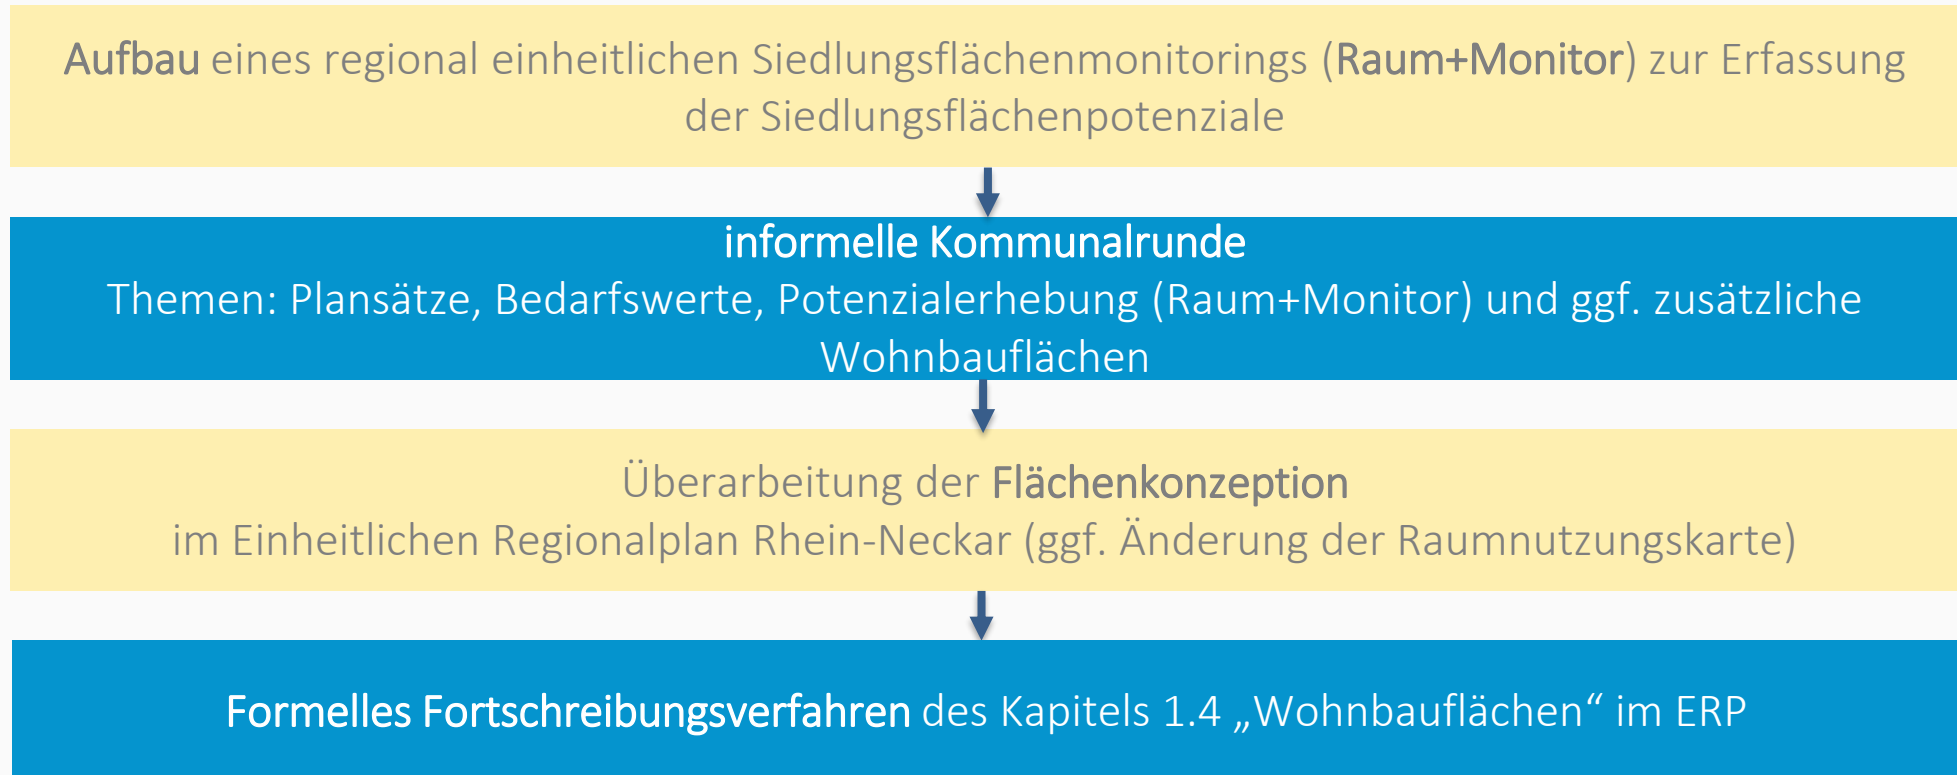 Aufbau eines regional einheitlichen Siedlungsflächenmonitorings (Raum+Monitor) zur Erfassung
der Siedlungsflächenpotenziale
informelle Kommunalrunde
Themen: Plansätze, Bedarfswerte, Potenzialerhebung (Raum+Monitor) und ggf. zusätzliche
Wohnbauflächen
Überarbeitung der Flächenkonzeption
im Einheitlichen Regionalplan Rhein-Neckar (ggf. Änderung der Raumnutzungskarte)
Formelles Fortschreibungsverfahren des Kapitels 1.4 „Wohnbauflächen“ im ERP